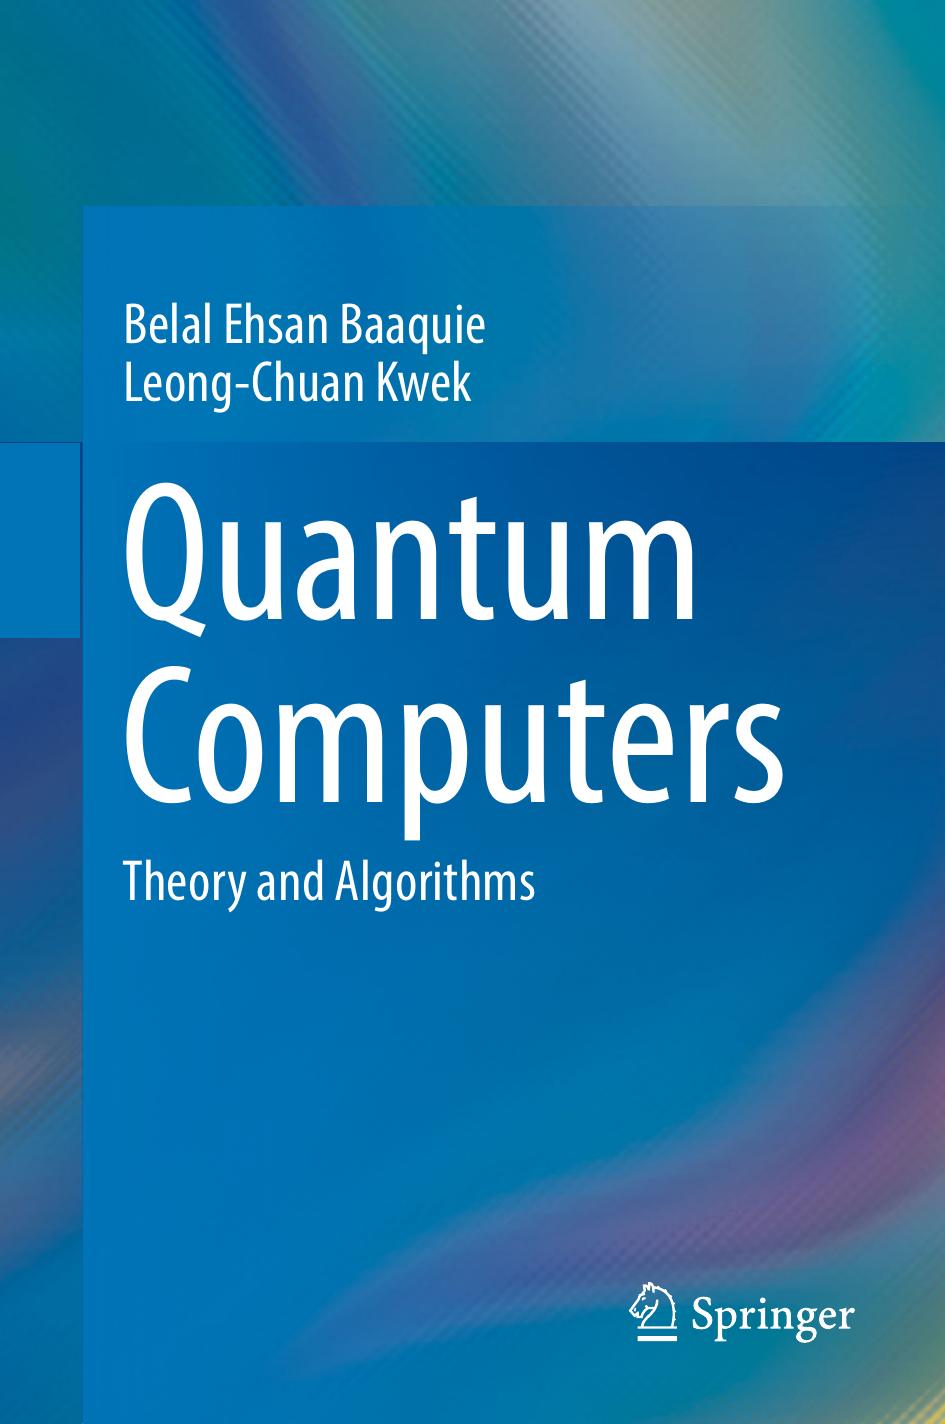 Belal Ehsan Baaquie
Leong-Chuan Kwek
Quantum
Computers
Theory and Algorithms
Springer